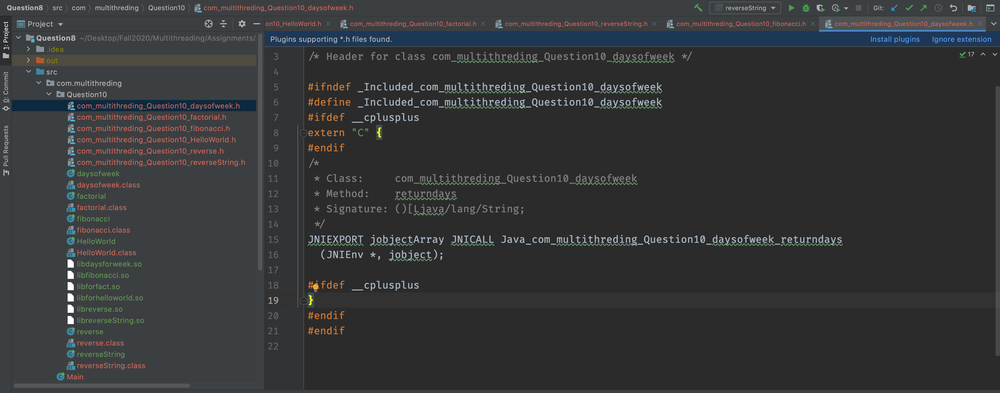 Question8 src com multithreding Question10 com_multithreding_Question10_daysofweek.h
reverseString Git:
1: Project
0: Commit
Pull Requests
Project
on10_HelloWorld.h com_multithreding_Question10_factorial.h com_multithreding_Question10_reverseString.h com_multithreding_Question10_fibonacci.h com_multithreding_Question10_daysofweek.h
Plugins supporting *.h files found. Install plugins Ignore extension
17
Question8 ~/Desktop/Fall2020/Multithreading/Assignments/
.idea
out
src
com.multithreding
Question10
com_multithreding_Question10_daysofweek.h
com_multithreding_Question10_factorial.h
com_multithreding_Question10_fibonacci.h
com_multithreding_Question10_HelloWorld.h
com_multithreding_Question10_reverse.h
com_multithreding_Question10_reverseString.h
daysofweek
daysofweek.class
factorial
factorial.class
fibonacci
fibonacci.class
HelloWorld
HelloWorld.class
libdaysforweek.so
libfibonacci.so
libforfact.so
libforhelloworld.so
libreverse.so
libreverseString.so
reverse
reverse.class
reverseString
reverseString.class
Main
3 /* Header for class com_multithreding_Question10_daysofweek */
4
5 #ifndef _Included_com_multithreding_Question10_daysofweek
6 #define _Included_com_multithreding_Question10_daysofweek
7 #ifdef __cplusplus
8 extern "C" {
9 #endif
10 /*
11 * Class: com_multithreding_Question10_daysofweek
12 * Method: returndays
13 * Signature: ()[Ljava/lang/String;
14 */
15 JNIEXPORT jobjectArray JNICALL Java_com_multithreding_Question10_daysofweek_returndays
16 (JNIEnv *, jobject);
17
18 #ifdef __cplusplus
19 }
20 #endif
21 #endif
22